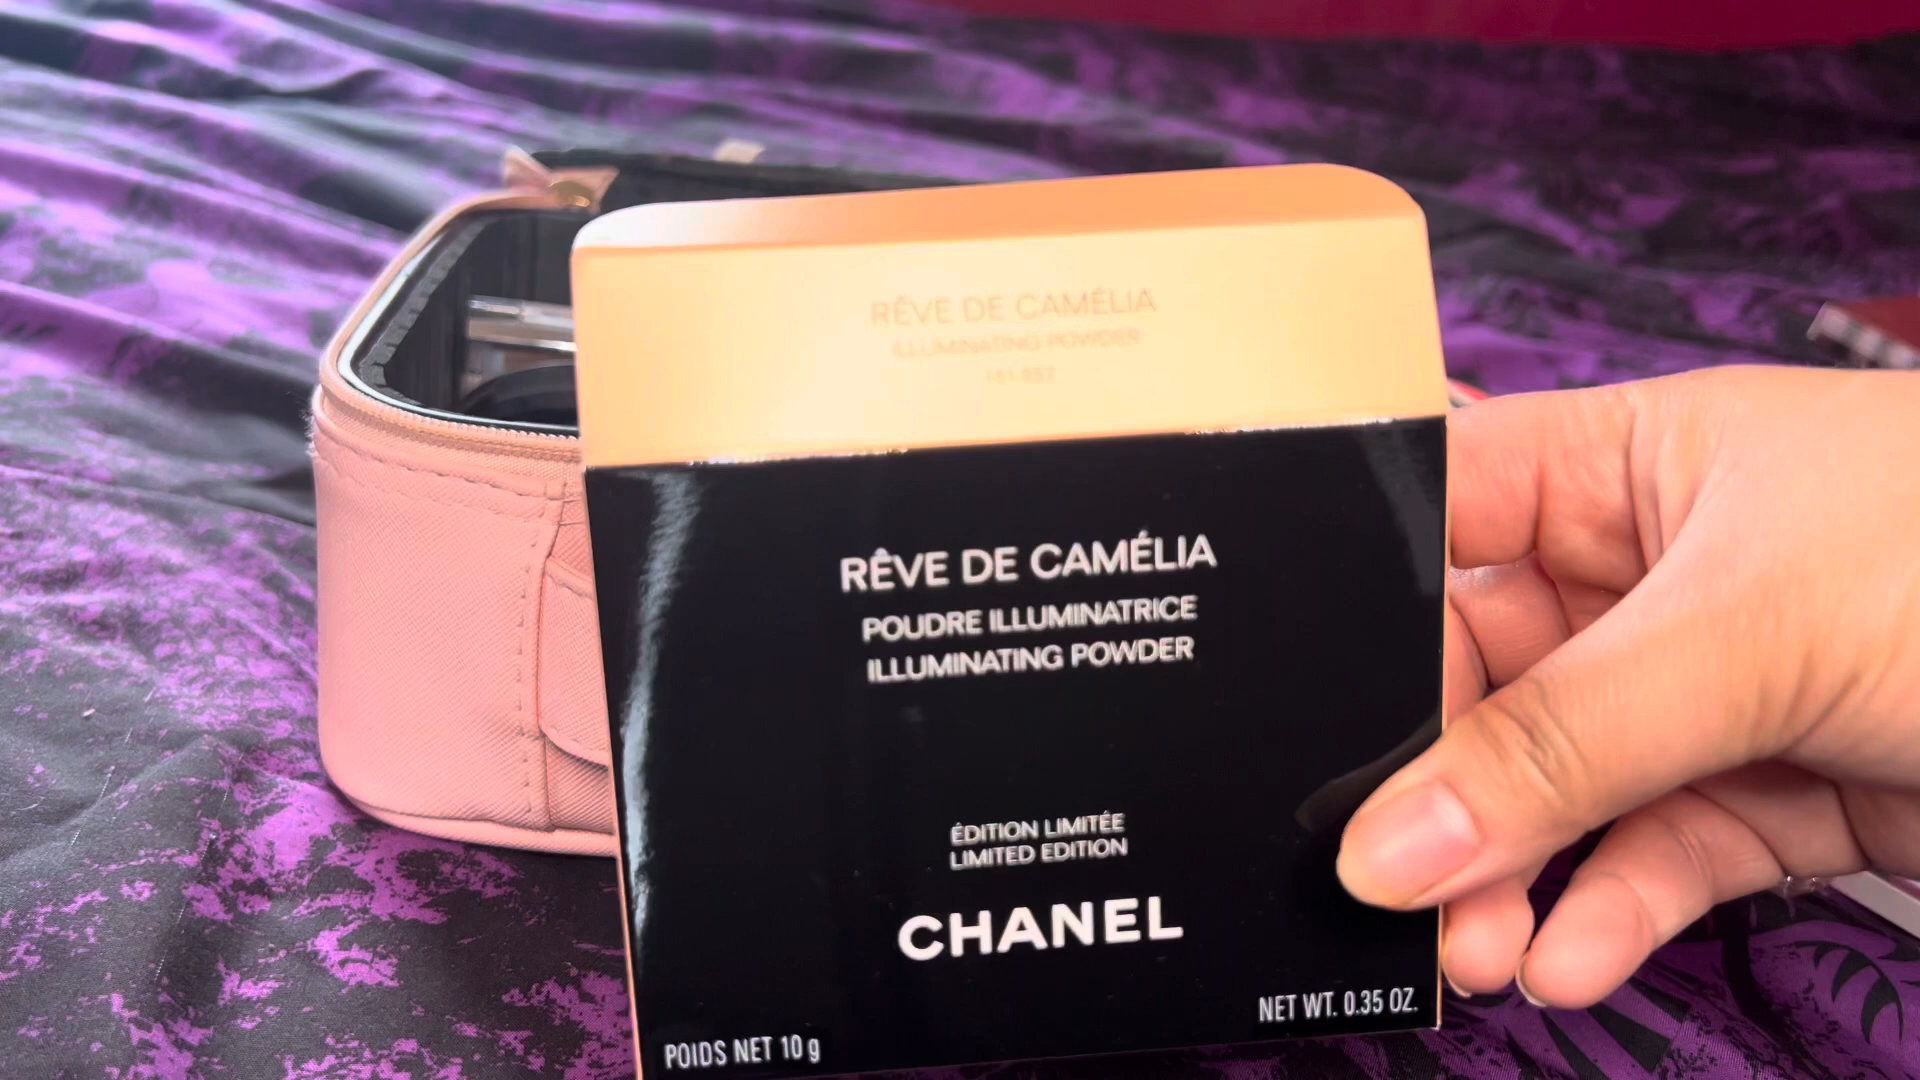 RÊVE DE CAMÉLIA
ILLUMINATING POWDER
RÊVE DE CAMÉLIA
POUDRE ILLUMINATRICE
ILLUMINATING POWDER
ÉDITION LIMITÉE
LIMITED EDITION
CHANEL
NET WT. 0.35 OZ.
POIDS NET 10 g